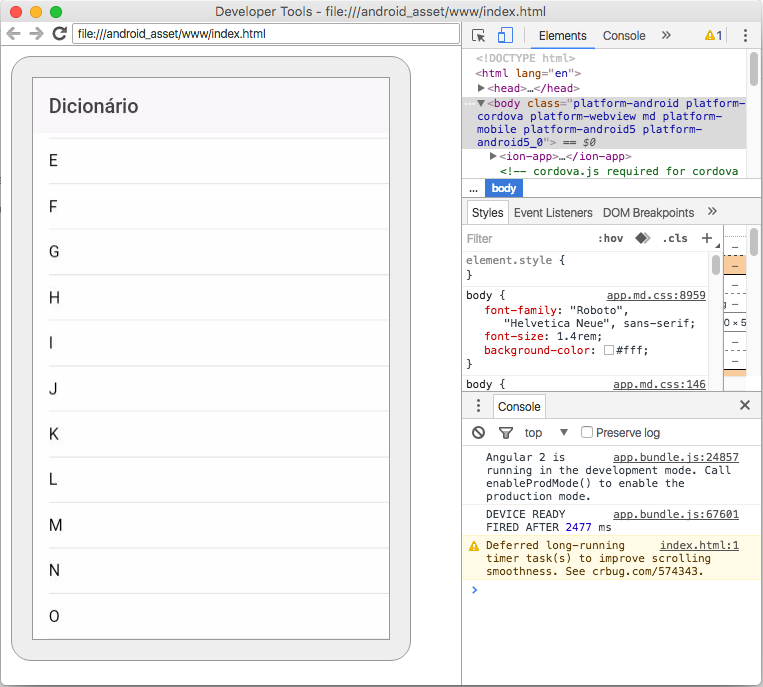 Developer Tools - file:///android_asset/www/index.html
file:///android_asset/www/index.html
Dicionário
E
F
G
H
I
J
K
L
M
N
O
Elements Console » 1
<!DOCTYPE html>
<html lang="en">
<head>…</head>
…<body class="platform-android platform-
cordova platform-webview md platform-
mobile platform-android5 platform-
android5_0"> == $0
<ion-app>…</ion-app>
<!-- cordova.js required for cordova
... body
Styles Event Listeners DOM Breakpoints »
Filter :hov .cls +
element.style {
}
body { app.md.css:8959
font-family: "Roboto",
"Helvetica Neue", sans-serif;
font-size: 1.4rem;
background-color: #fff;
}
body { app.md.css:146
Console
top Preserve log
Angular 2 is app.bundle.js:24857
running in the development mode. Call
enableProdMode() to enable the
production mode.
DEVICE READY app.bundle.js:67601
FIRED AFTER 2477 ms
Deferred long-running index.html:1
timer task(s) to improve scrolling
smoothness. See crbug.com/574343.
>